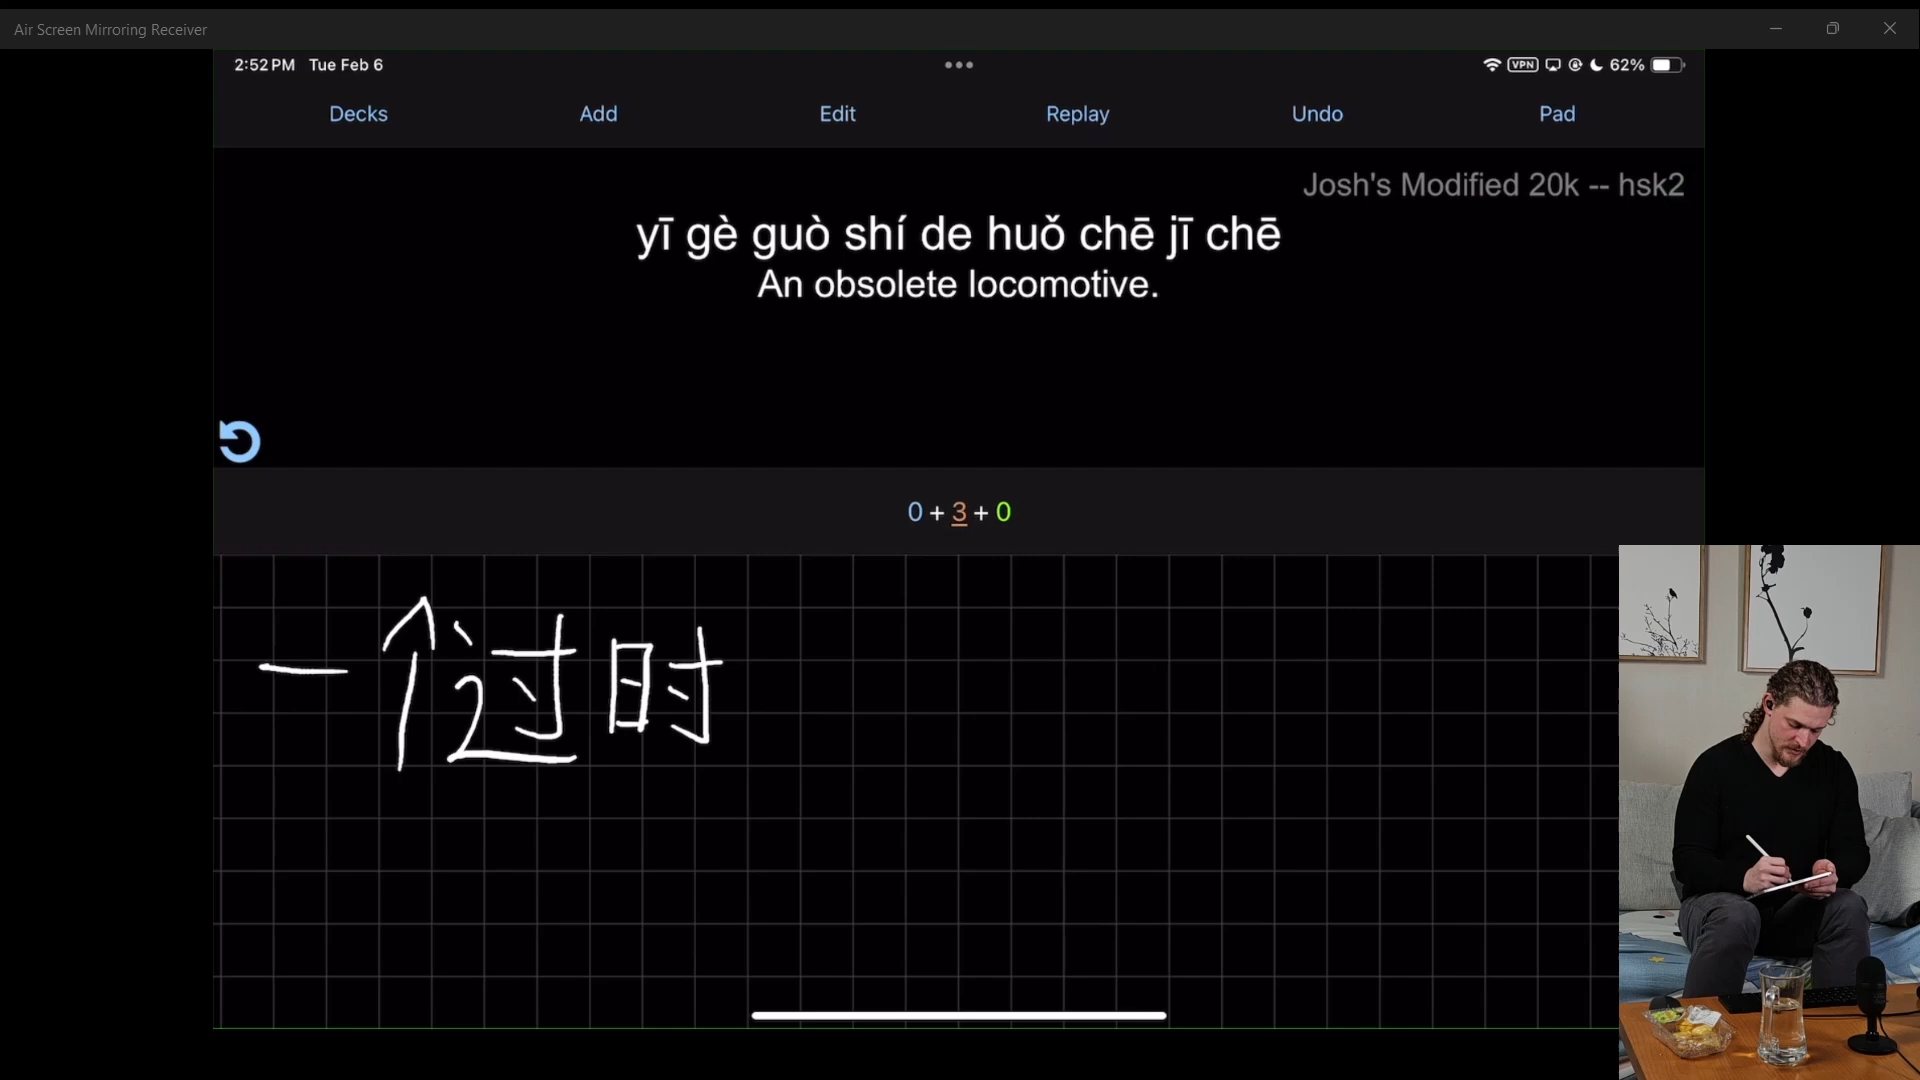 Air Screen Mirroring Receiver
2:52 PM Tue Feb 6
VPN 62%
Decks Add Edit Replay Undo Pad
Josh's Modified 20k -- hsk2
yī gè guò shí de huǒ chē jī chē
An obsolete locomotive.
0 + 3 + 0
一个过时